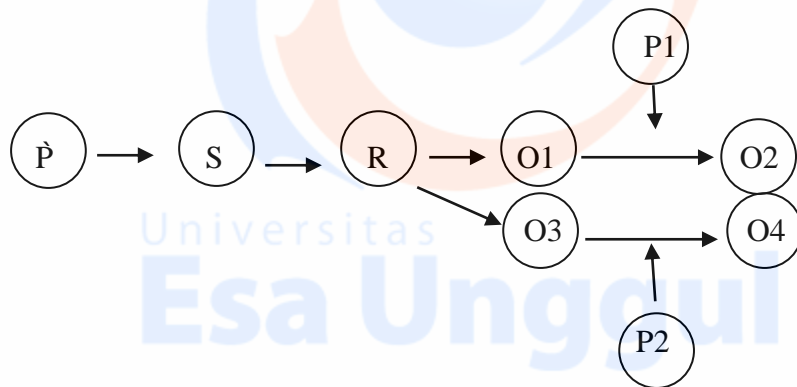 P1
P̀ S R O1 O2
O3 O4
Universitas
Esa Unggul
P2